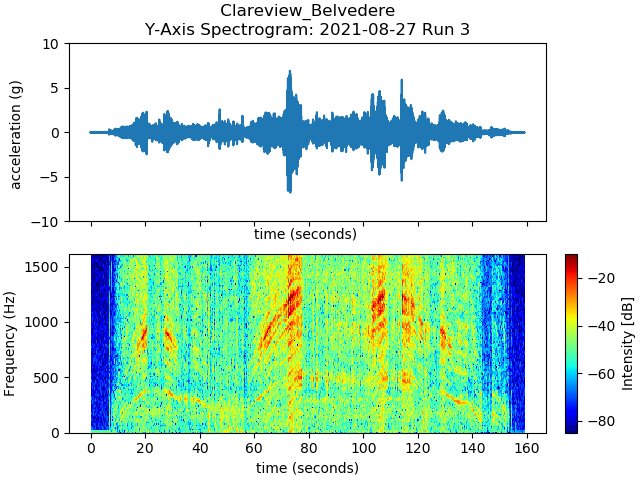 Clareview_Belvedere
Y-Axis Spectrogram: 2021-08-27 Run 3
10
5
0
−5
−10
acceleration (g)
time (seconds)
1500
1000
500
0
Frequency (Hz)
0 20 40 60 80 100 120 140 160
time (seconds)
−20
−40
−60
−80
Intensity [dB]